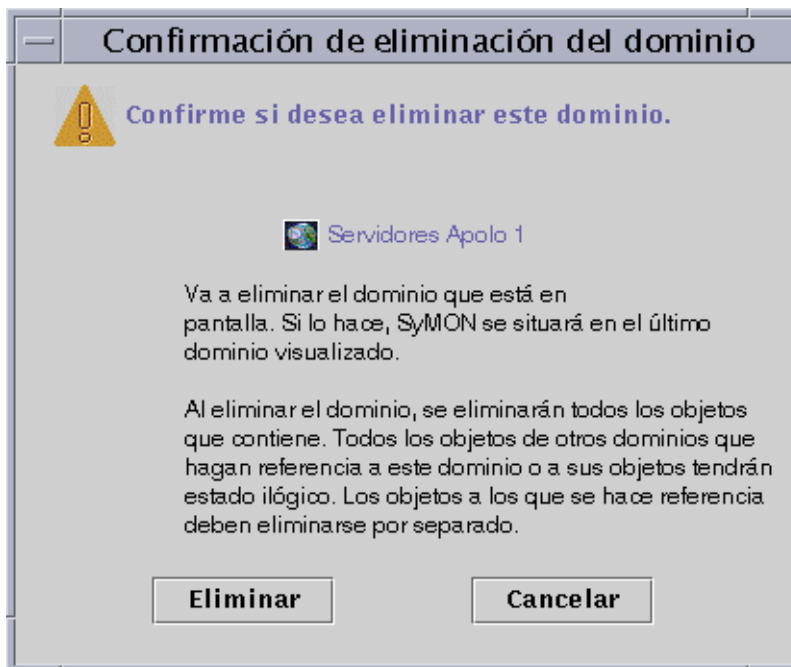 Confirmación de eliminación del dominio
Confirme si desea eliminar este dominio.
Servidores Apolo 1
Va a eliminar el dominio que está en
pantalla. Si lo hace, SyMON se situará en el último
dominio visualizado.
Al eliminar el dominio, se eliminarán todos los objetos
que contiene. Todos los objetos de otros dominios que
hagan referencia a este dominio o a sus objetos tendrán
estado ilógico. Los objetos a los que se hace referencia
deben eliminarse por separado.
Eliminar
Cancelar